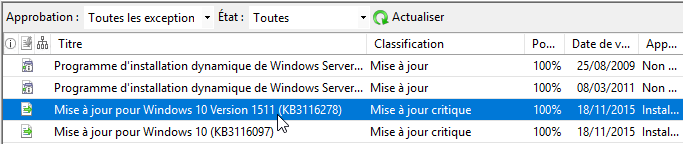 Approbation : Toutes les exception État : Toutes Actualiser
Titre Classification Po... Date de v... App...
Programme d'installation dynamique de Windows Server... Mise à jour 100% 25/08/2009 Non ...
Programme d'installation dynamique de Windows Server... Mise à jour 100% 08/03/2011 Non ...
Mise à jour pour Windows 10 Version 1511 (KB3116278) Mise à jour critique 100% 18/11/2015 Instal...
Mise à jour pour Windows 10 (KB3116097) Mise à jour critique 100% 18/11/2015 Instal...